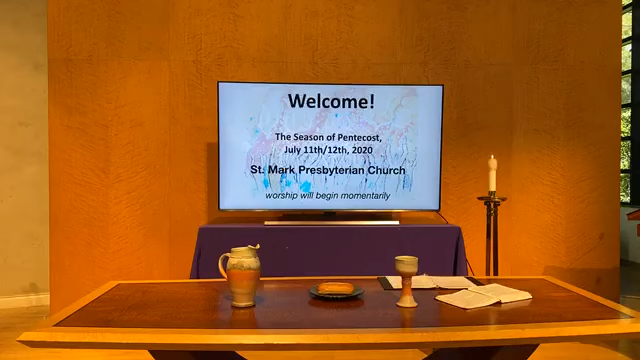 Welcome!
The Season of Pentecost,
July 11th/12th, 2020
St. Mark Presbyterian Church
worship will begin momentarily